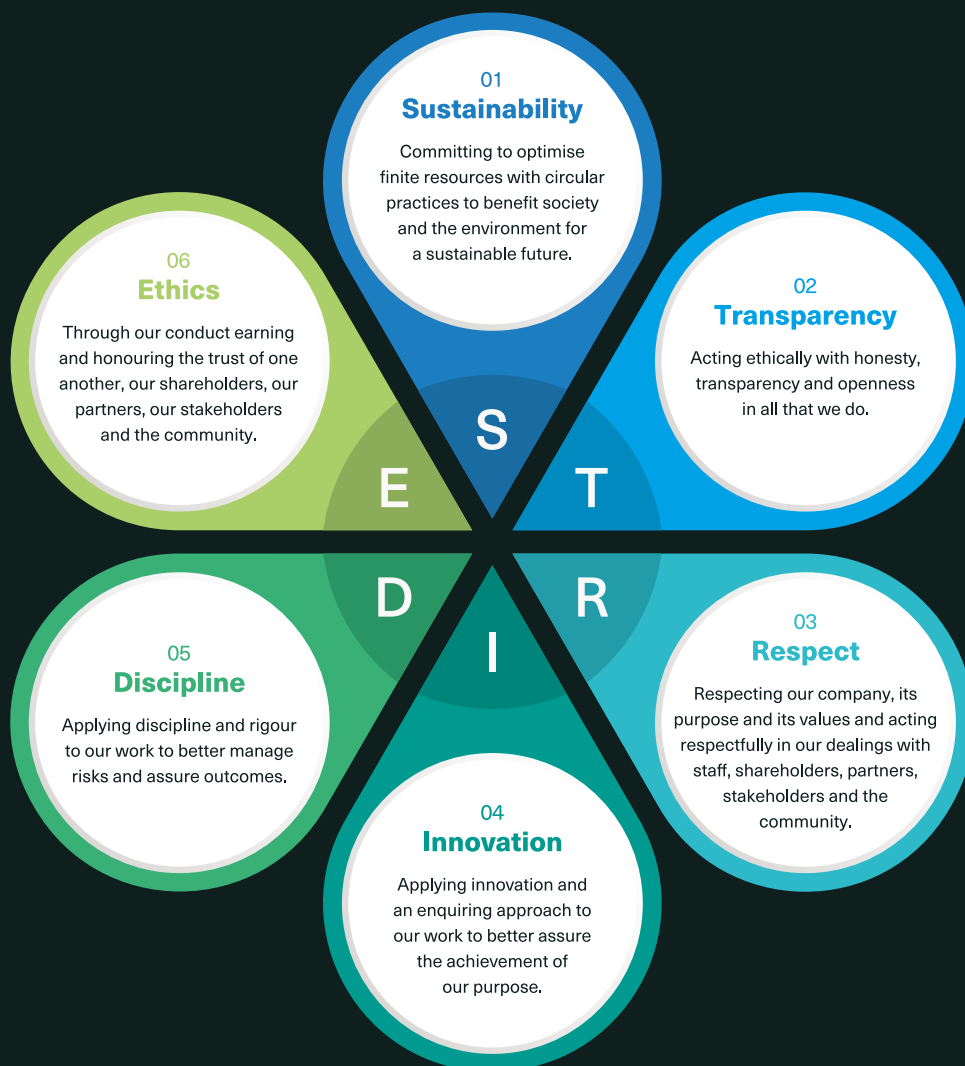 01
Sustainability
Committing to optimise
finite resources with circular
practices to benefit society
and the environment for
a sustainable future.
02
Transparency
Acting ethically with honesty,
transparency and openness
in all that we do.
03
Respect
Respecting our company, its
purpose and its values and acting
respectfully in our dealings with
staff, shareholders, partners,
stakeholders and the
community.
04
Innovation
Applying innovation and
an enquiring approach to
our work to better assure
the achievement of
our purpose.
05
Discipline
Applying discipline and rigour
to our work to better manage
risks and assure outcomes.
06
Ethics
Through our conduct earning
and honouring the trust of one
another, our shareholders, our
partners, our stakeholders
and the community.
S
T
R
I
D
E